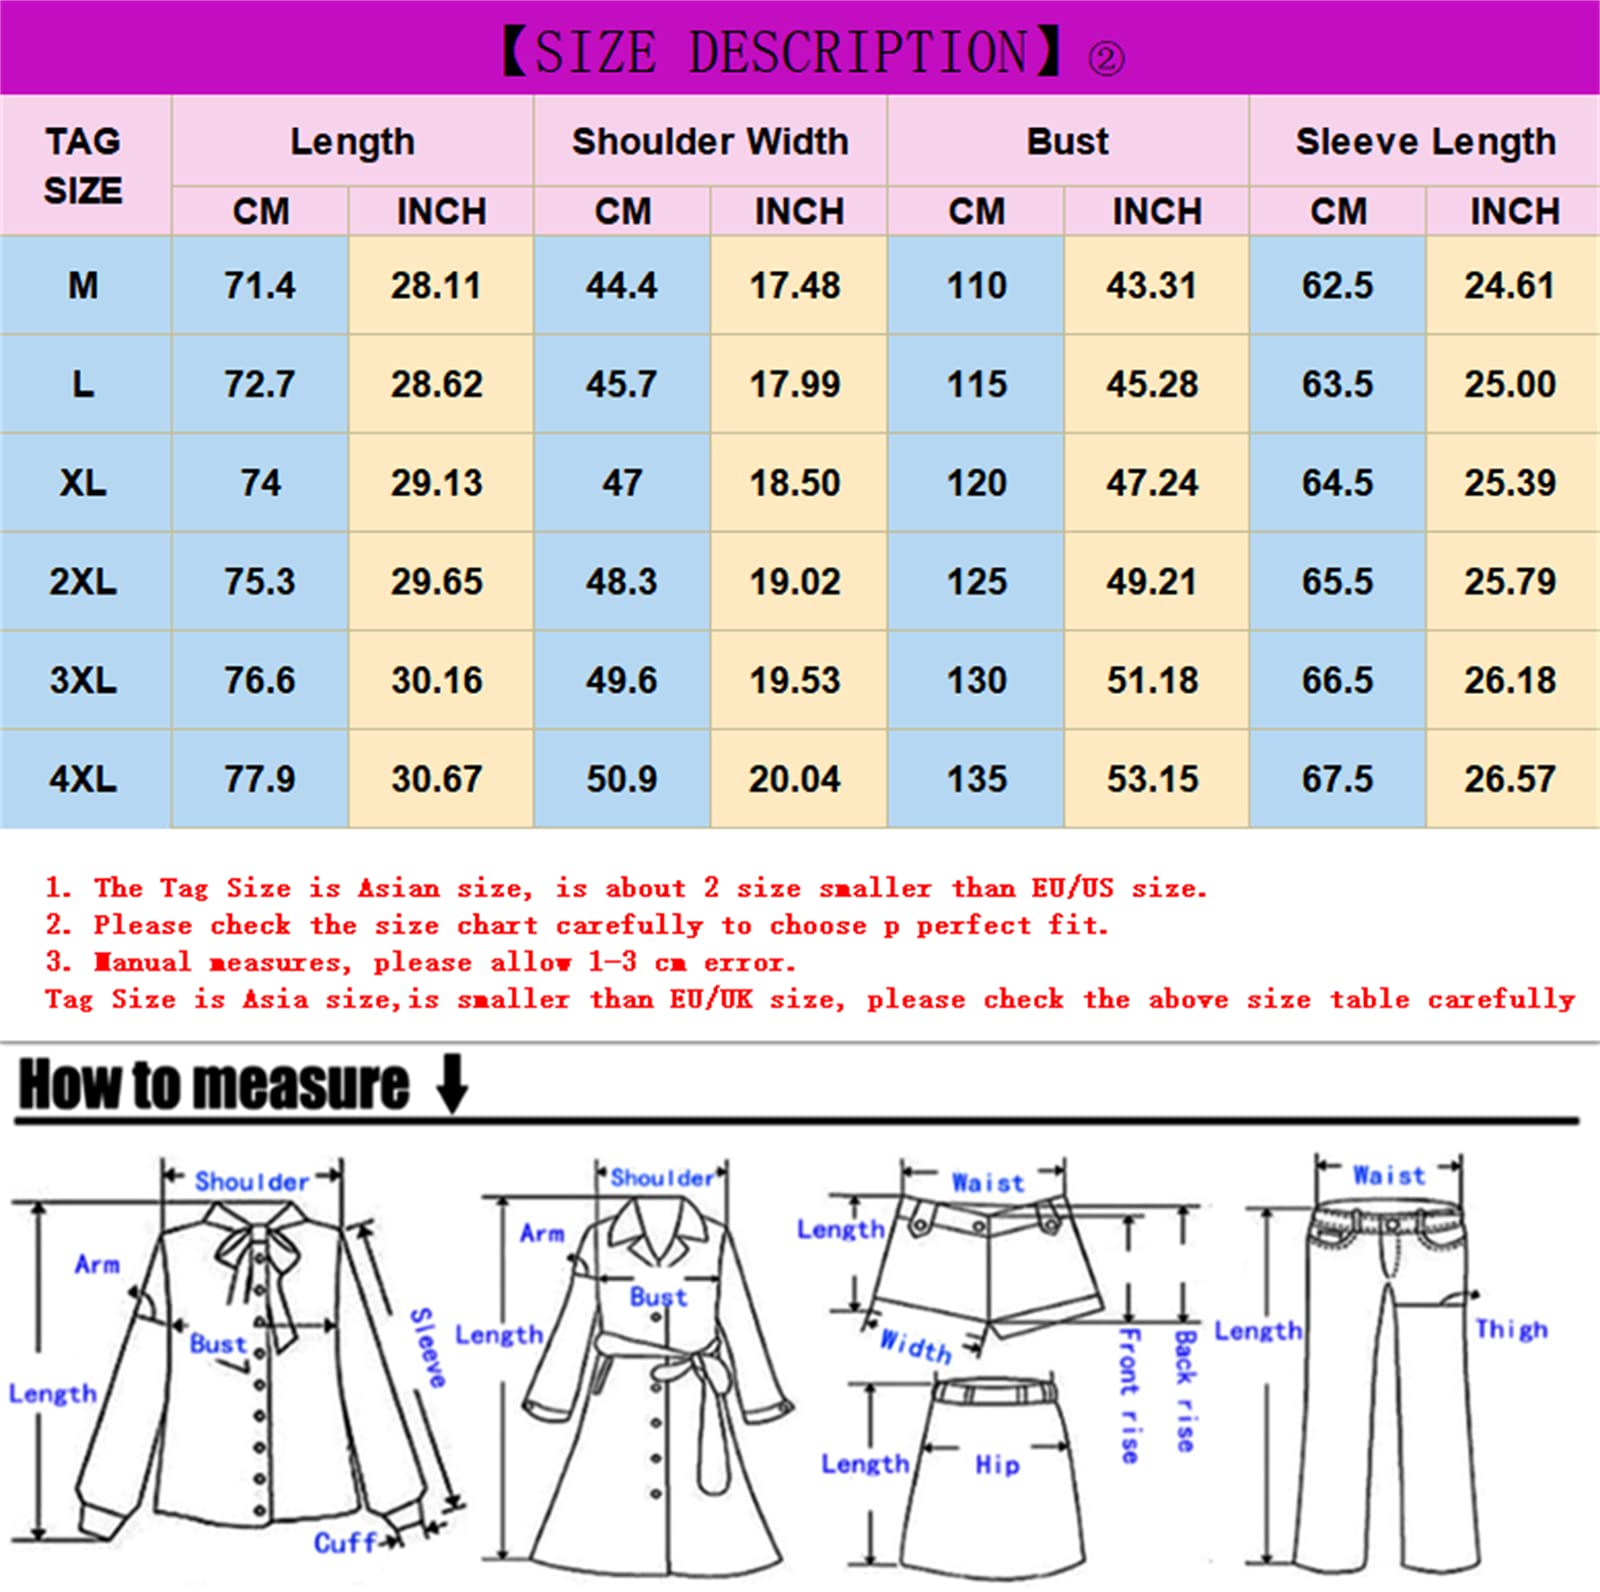 【SIZE DESCRIPTION】②
TAG SIZE Length Shoulder Width Bust Sleeve Length
CM INCH CM INCH CM INCH CM INCH
M 71.4 28.11 44.4 17.48 110 43.31 62.5 24.61
L 72.7 28.62 45.7 17.99 115 45.28 63.5 25.00
XL 74 29.13 47 18.50 120 47.24 64.5 25.39
2XL 75.3 29.65 48.3 19.02 125 49.21 65.5 25.79
3XL 76.6 30.16 49.6 19.53 130 51.18 66.5 26.18
4XL 77.9 30.67 50.9 20.04 135 53.15 67.5 26.57
1. The Tag Size is Asian size, is about 2 size smaller than EU/US size.
2. Please check the size chart carefully to choose p perfect fit.
3. Manual measures, please allow 1-3 cm error.
Tag Size is Asia size,is smaller than EU/UK size, please check the above size table carefully
How to measure
Shoulder
Arm
Bust
Sleeve
Length
Cuff
Shoulder
Arm
Bust
Length
Waist
Length
Width
Front rise
Back rise
Length
Hip
Waist
Length
Thigh